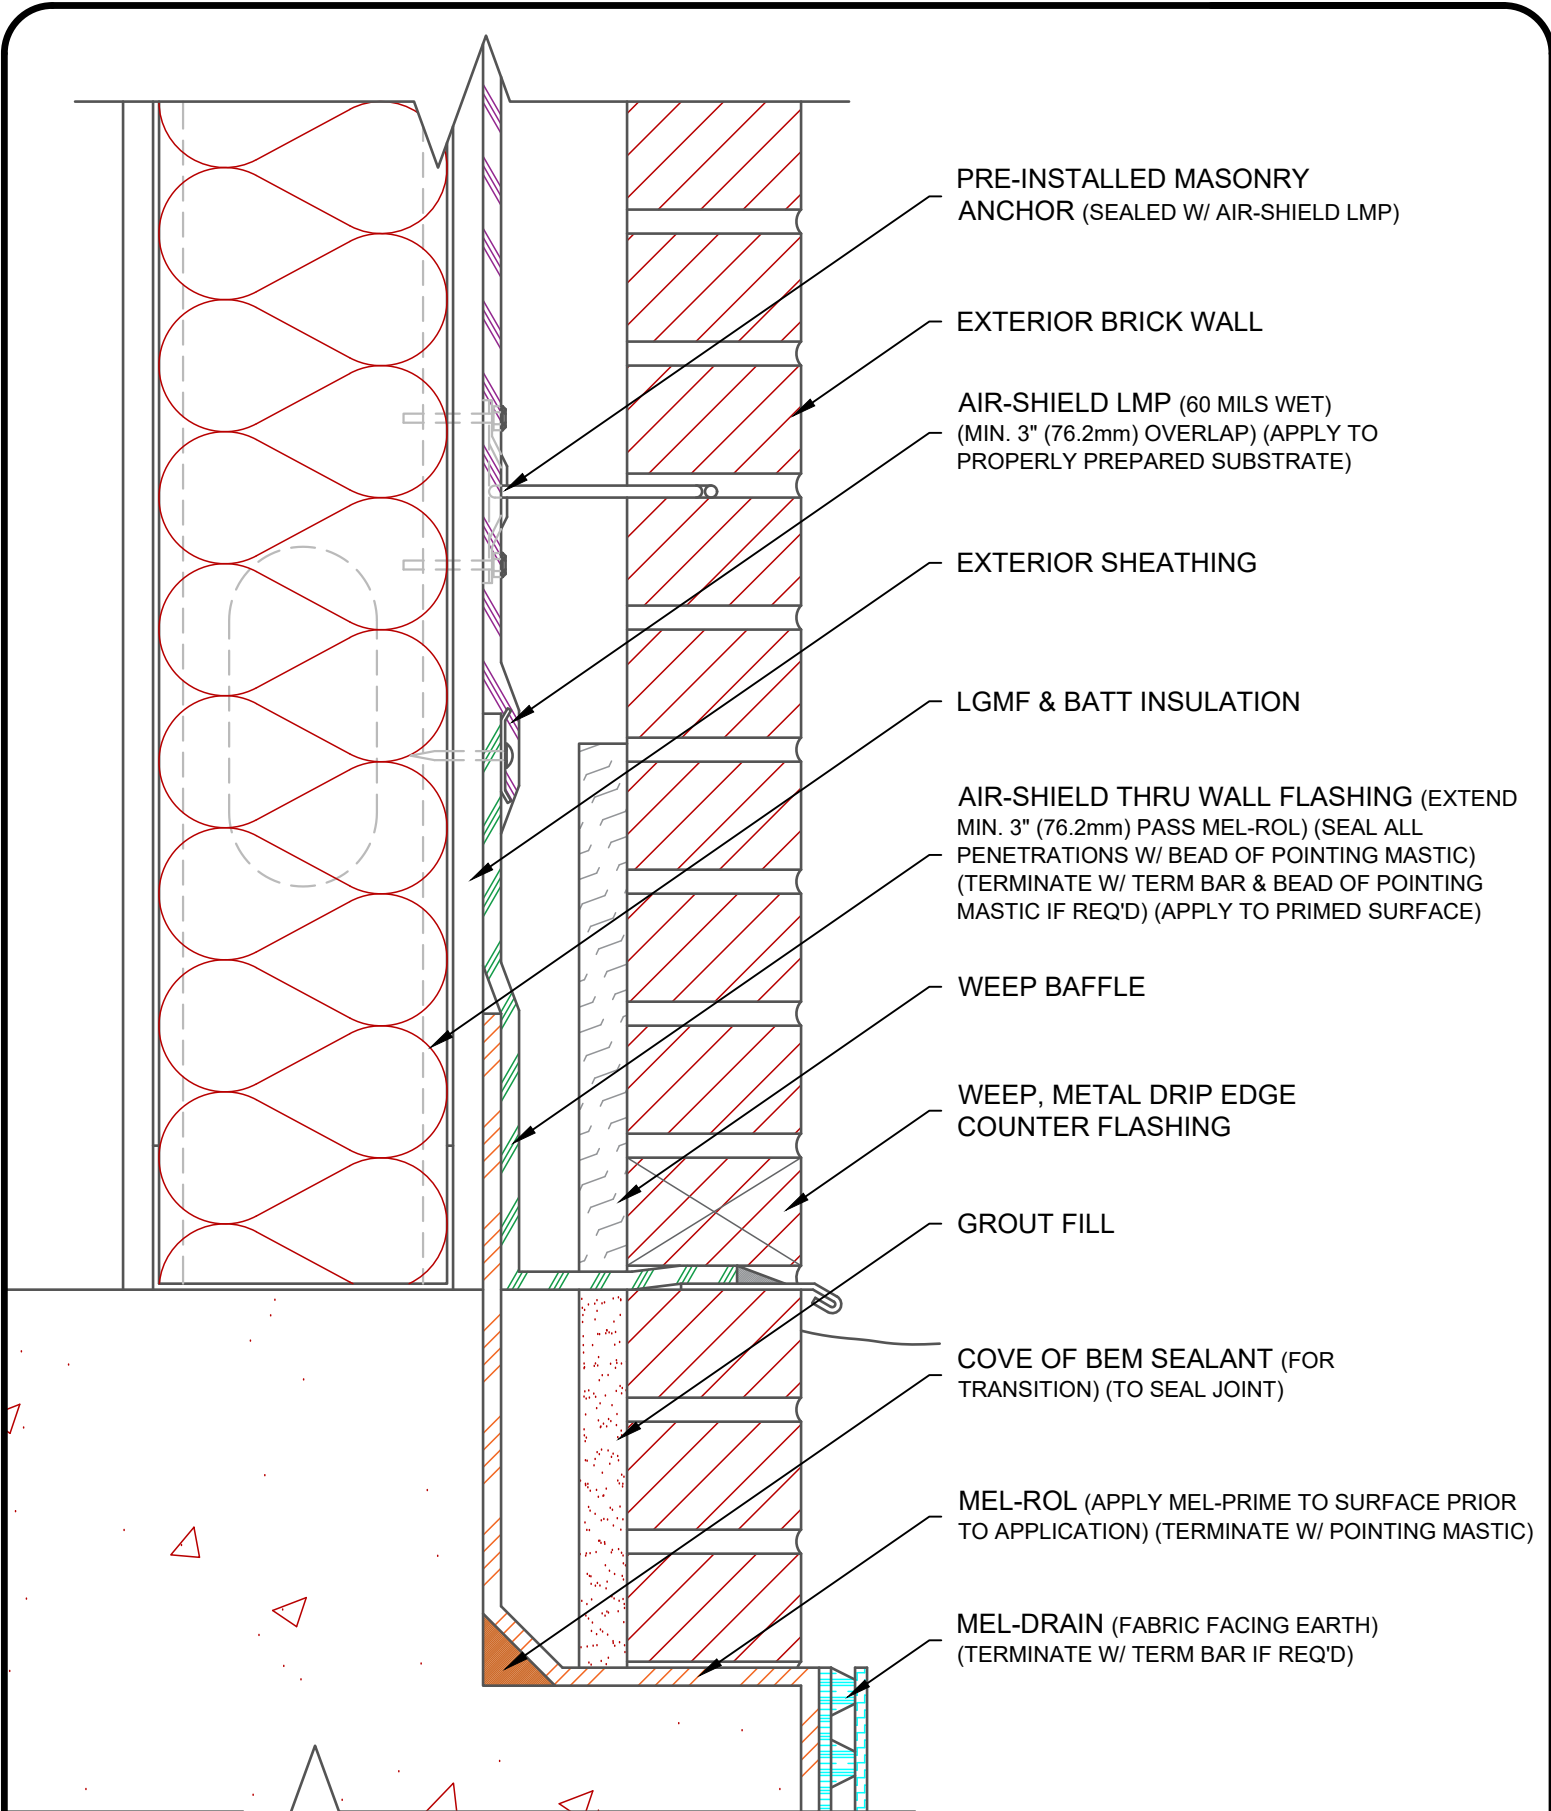 PRE-INSTALLED MASONRY
ANCHOR (SEALED W/ AIR-SHIELD LMP)
EXTERIOR BRICK WALL
AIR-SHIELD LMP (60 MILS WET)
(MIN. 3" (76.2mm) OVERLAP) (APPLY TO
PROPERLY PREPARED SUBSTRATE)
EXTERIOR SHEATHING
LGMF & BATT INSULATION
AIR-SHIELD THRU WALL FLASHING (EXTEND
MIN. 3" (76.2mm) PASS MEL-ROL) (SEAL ALL
PENETRATIONS W/ BEAD OF POINTING MASTIC)
(TERMINATE W/ TERM BAR & BEAD OF POINTING
MASTIC IF REQ'D) (APPLY TO PRIMED SURFACE)
WEEP BAFFLE
WEEP, METAL DRIP EDGE
COUNTER FLASHING
GROUT FILL
COVE OF BEM SEALANT (FOR
TRANSITION) (TO SEAL JOINT)
MEL-ROL (APPLY MEL-PRIME TO SURFACE PRIOR
TO APPLICATION) (TERMINATE W/ POINTING MASTIC)
MEL-DRAIN (FABRIC FACING EARTH)
(TERMINATE W/ TERM BAR IF REQ'D)